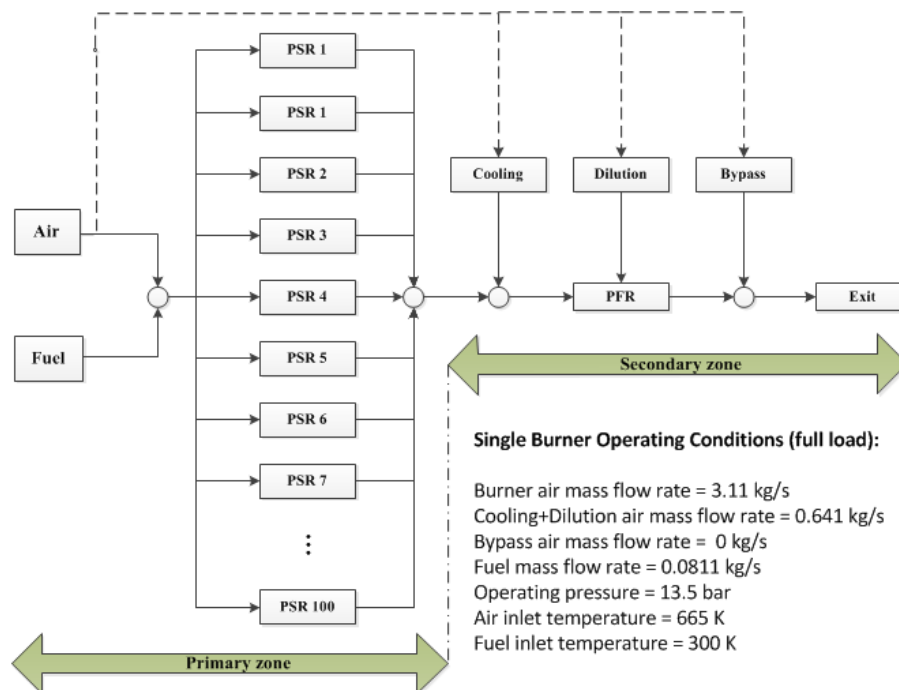 PSR 1
PSR 1
PSR 2
PSR 3
PSR 4
PSR 5
PSR 6
PSR 7
PSR 100
Air
Fuel
Cooling
Dilution
Bypass
PFR
Exit
Primary zone
Secondary zone
Single Burner Operating Conditions (full load):
Burner air mass flow rate = 3.11 kg/s
Cooling+Dilution air mass flow rate = 0.641 kg/s
Bypass air mass flow rate = 0 kg/s
Fuel mass flow rate = 0.0811 kg/s
Operating pressure = 13.5 bar
Air inlet temperature = 665 K
Fuel inlet temperature = 300 K